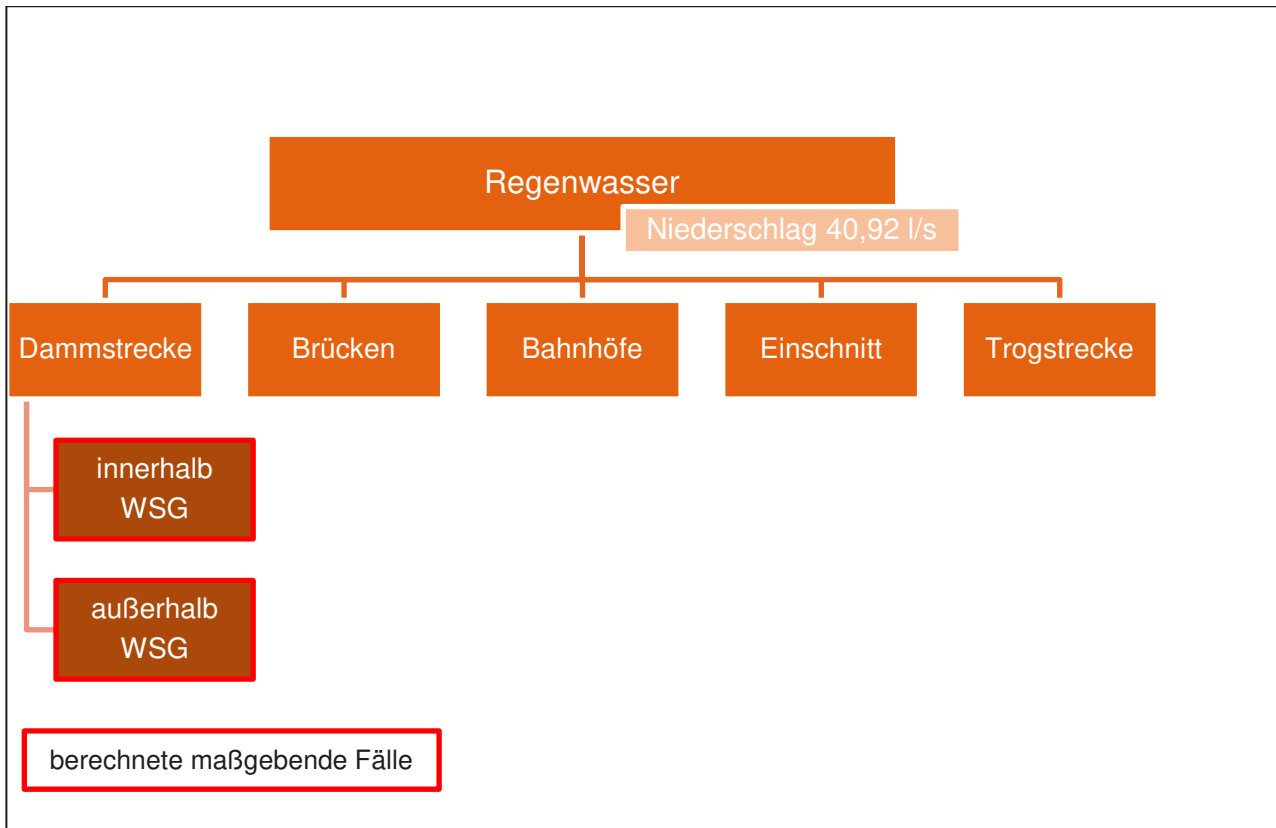 Regenwasser
Niederschlag 40,92 l/s
Dammstrecke
Brücken
Bahnhöfe
Einschnitt
Trogstrecke
innerhalb
WSG
außerhalb
WSG
berechnete maßgebende Fälle